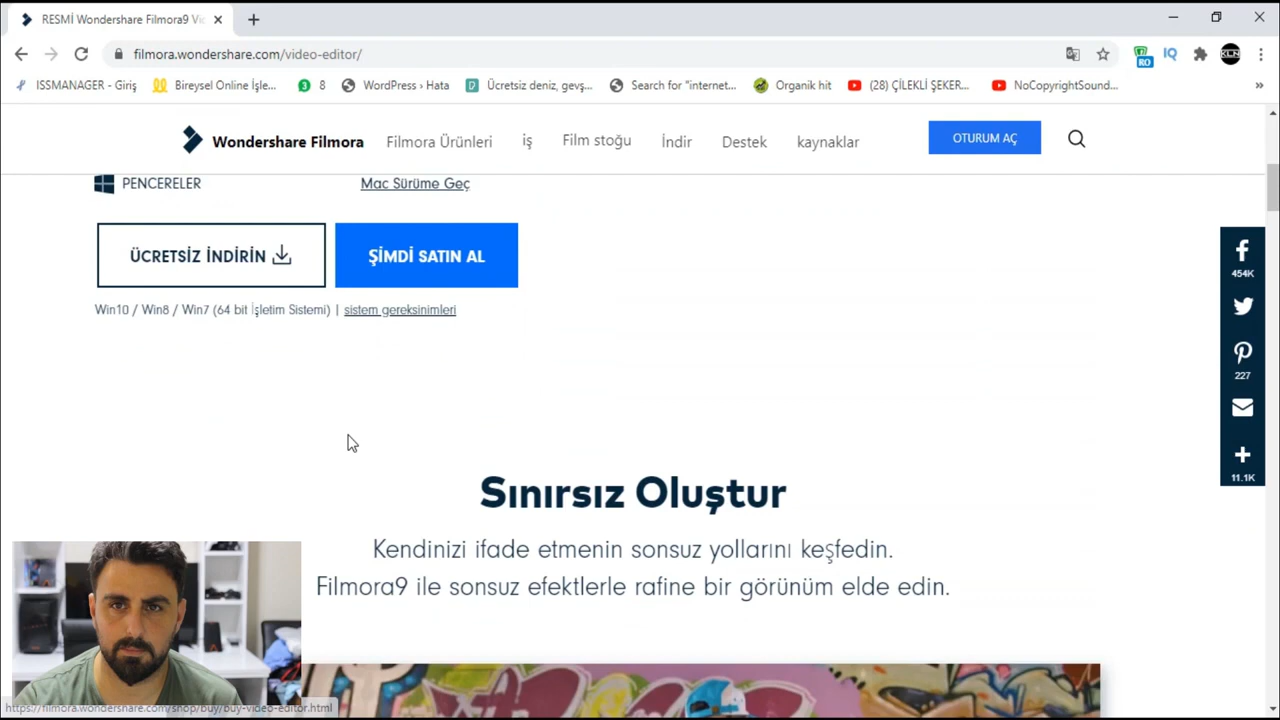 RESMİ Wondershare Filmora9 Vi
filmora.wondershare.com/video-editor/
RO
IQ
KLN
ISSMANAGER - Giriş
Bireysel Online İşle...
3
8
WordPress › Hata
Ücretsiz deniz, gevş...
Search for "internet...
Organik hit
(28) ÇİLEKLİ ŞEKER...
NoCopyrightSound...
»
Wondershare Filmora
Filmora Ürünleri
iş
Film stoğu
İndir
Destek
kaynaklar
OTURUM AÇ
PENCERELER
Mac Sürüme Geç
ÜCRETSİZ İNDİRİN
ŞİMDİ SATIN AL
Win10 / Win8 / Win7 (64 bit İşletim Sistemi) | sistem gereksinimleri
454K
227
11.1K
Sınırsız Oluştur
Kendinizi ifade etmenin sonsuz yollarını keşfedin.
Filmora9 ile sonsuz efektlerle rafine bir görünüm elde edin.
https://filmora.wondershare.com/shop/buy/buy-video-editor.html